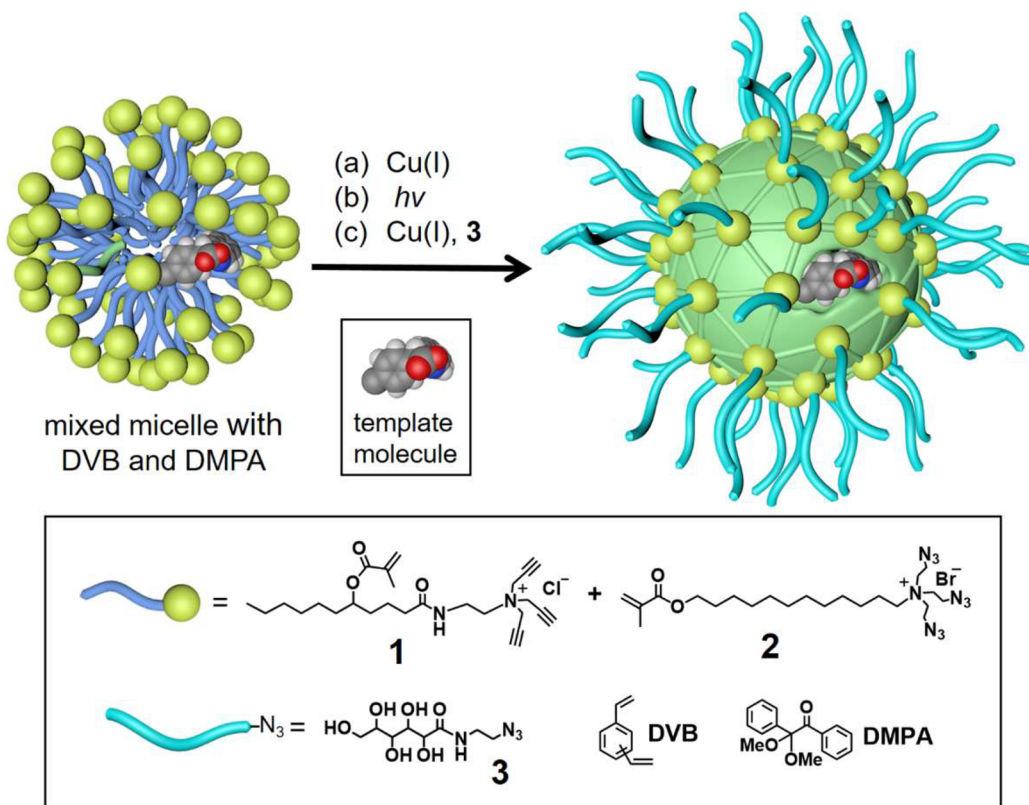 (a) Cu(I)
(b) hv
(c) Cu(I), 3
mixed micelle with
DVB and DMPA
template
molecule
= O O O N H N + Cl⁻ + O O N + N₃ N₃ N₃ Br⁻
1 2
N₃ = HO OH OH OH OH O N H N₃ DVB MeO OMe O DMPA
3